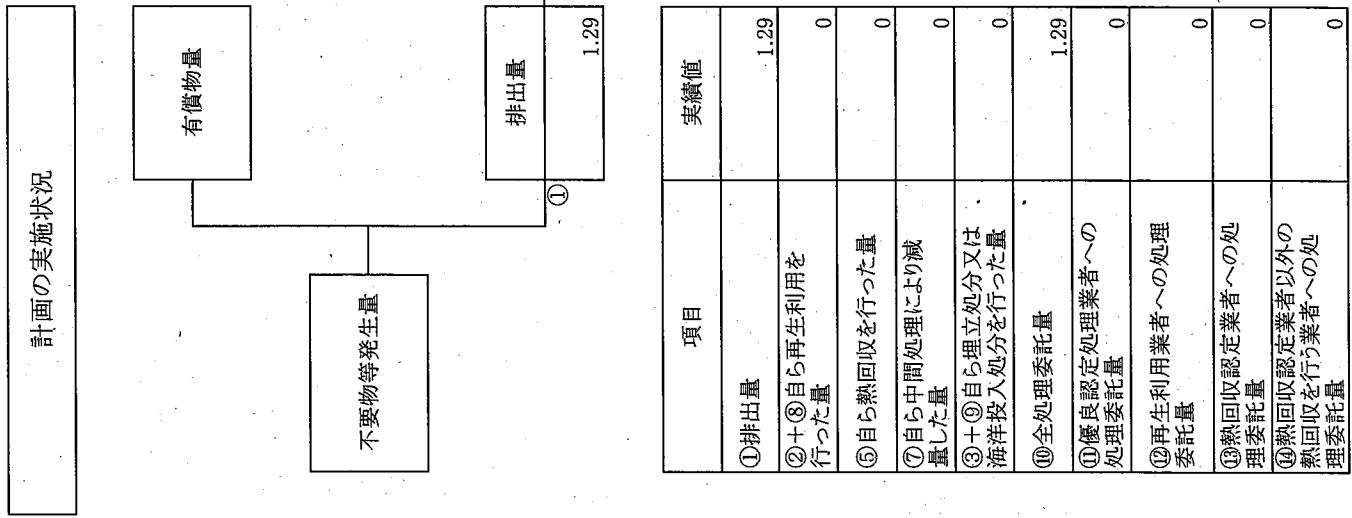 計画の実施状況
有償物量
不要物等発生量
排出量
①
1.29
項目 実績値
①排出量 1.29
②+⑧自ら再生利用を
行った量 0
⑤自ら熱回収を行った量 0
⑦自ら中間処理により減
量した量 0
③+⑨自ら埋立処分又は
海洋投入処分を行った量 0
⑩全処理委託量 1.29
⑪優良認定処理業者への
処理委託量 0
⑫再生利用業者への処理
委託量 0
⑬熱回収認定業者への処
理委託量 0
⑭熱回収認定業者以外の
熱回収を行う業者への処
理委託量 0